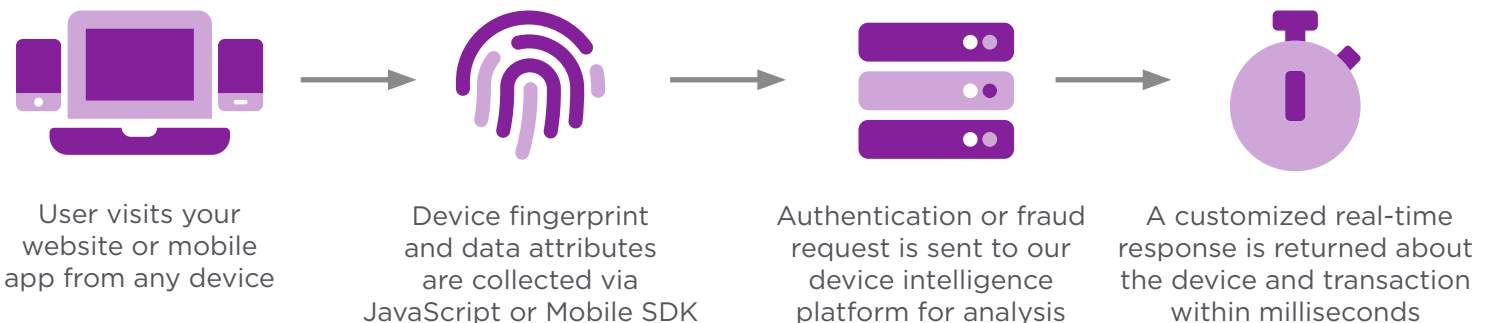 User visits your
website or mobile
app from any device
Device fingerprint
and data attributes
are collected via
JavaScript or Mobile SDK
Authentication or fraud
request is sent to our
device intelligence
platform for analysis
A customized real-time
response is returned about
the device and transaction
within milliseconds